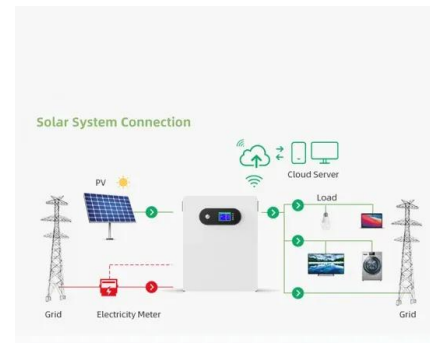 Solar System Connection
Cloud Server
PV
Load
Grid
Electricity Meter
Grid